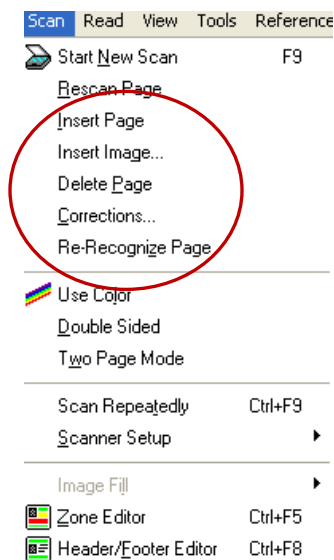 Scan Read View Tools Reference
Start New Scan F9
Rescan Page
Insert Page
Insert Image...
Delete Page
Corrections...
Re-Recognize Page
Use Color
Double Sided
Two Page Mode
Scan Repeatedly Ctrl+F9
Scanner Setup
Image Fill
Zone Editor Ctrl+F5
Header/Footer Editor Ctrl+F8